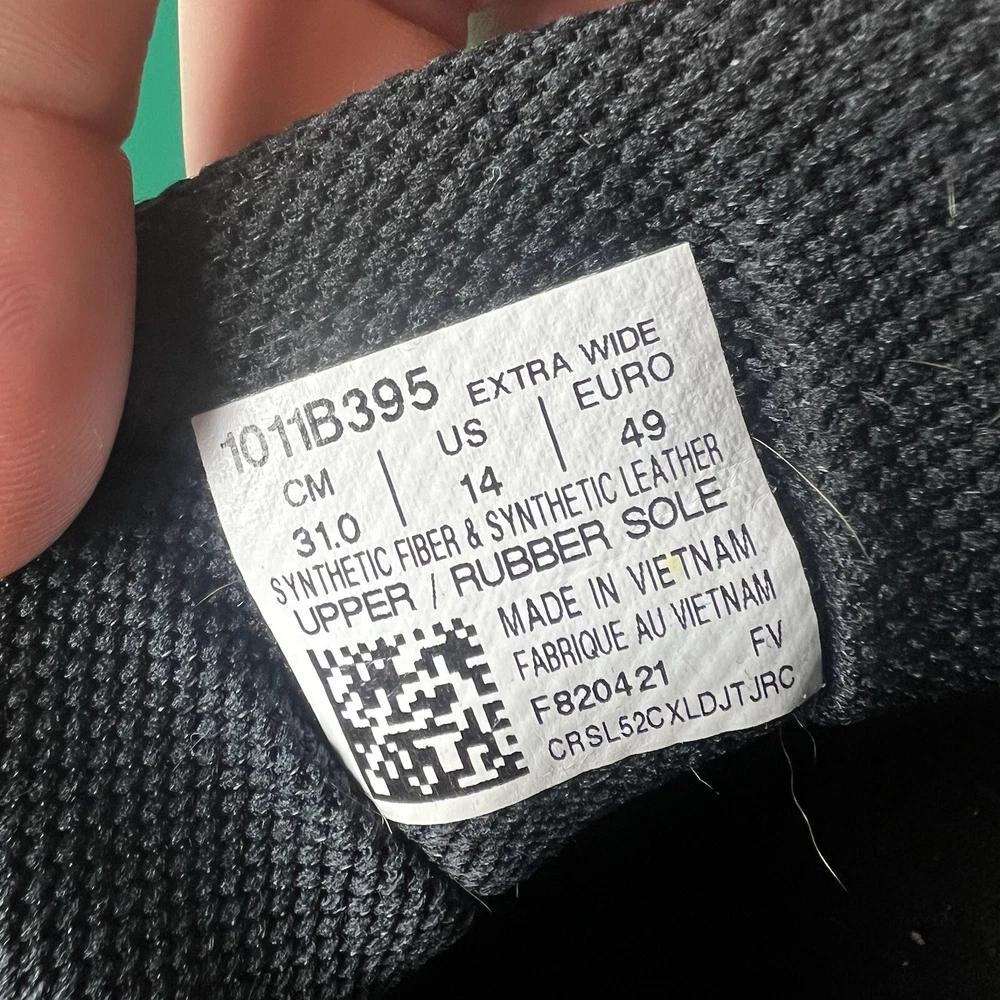 1011B395 EXTRA WIDE
CM | US | EURO
31.0 14 49
SYNTHETIC FIBER & SYNTHETIC LEATHER
UPPER / RUBBER SOLE
MADE IN VIETNAM
FABRIQUE AU VIETNAM
F820421 FV
CRSL52CXLDJTJRC